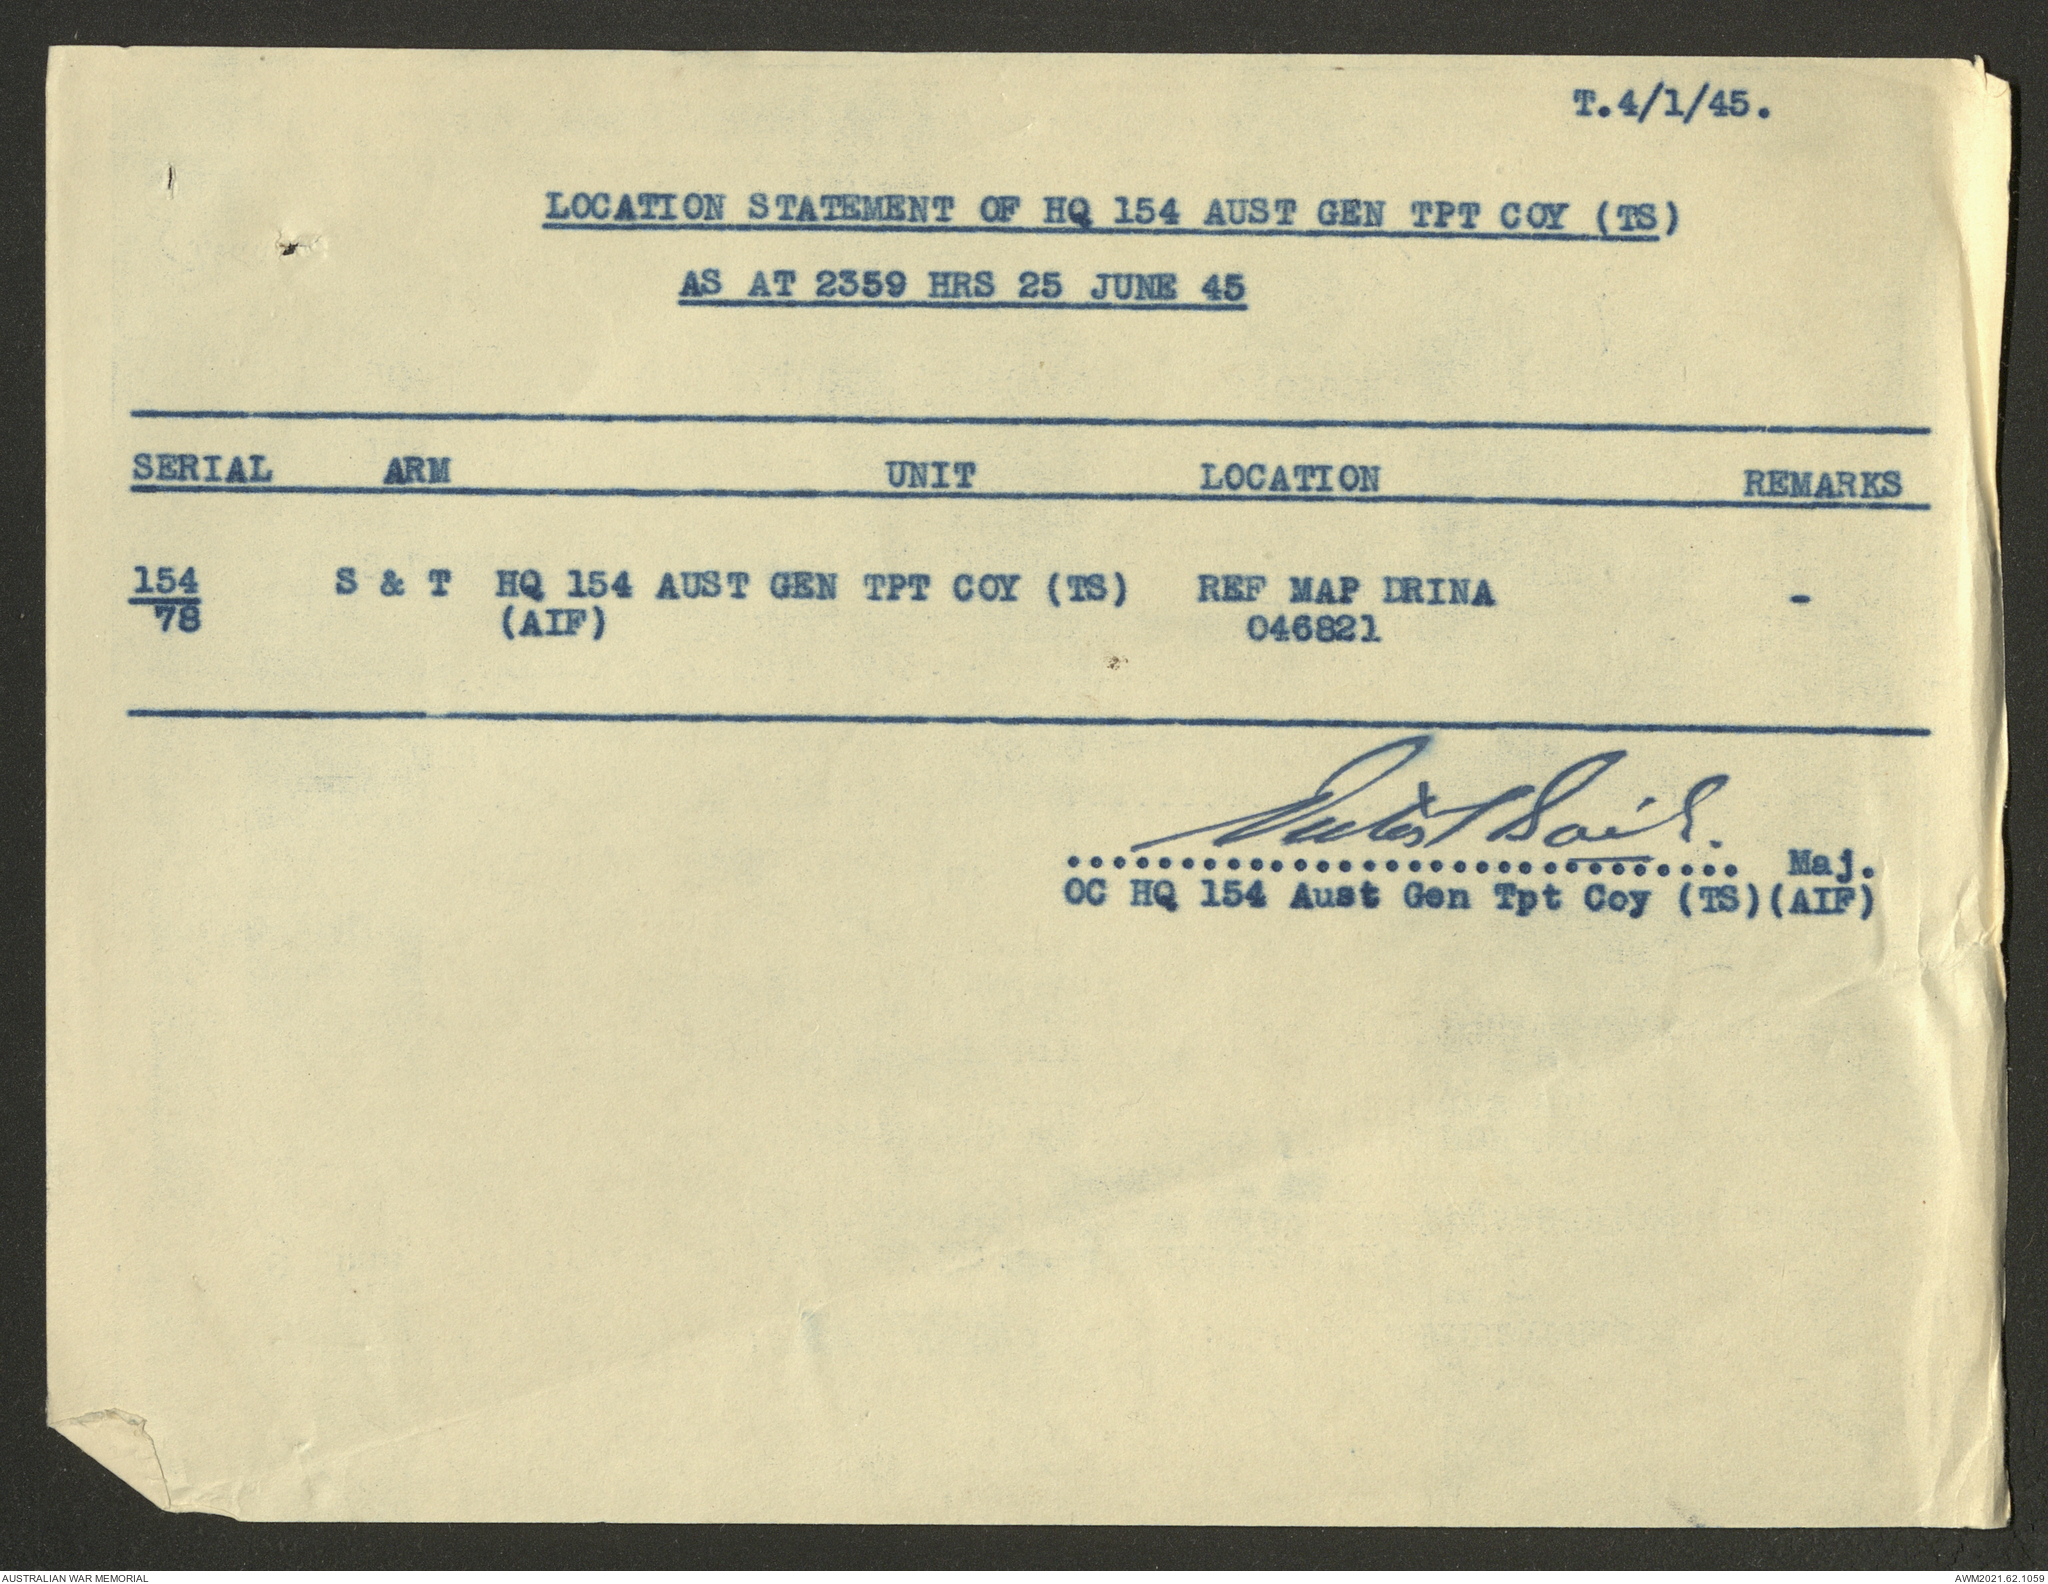 T.4/1/45.
LOCATION STATEMENT OF HQ 154 AUST GEN TPT COY (TS)
AS AT 2359 HRS 25 JUNE 45
SERIAL ARM UNIT LOCATION REMARKS
154 S & T HQ 154 AUST GEN TPT COY (TS) REF MAP DRINA -
78 (AIF) 046821
.............................. Maj.
OC HQ 154 Aust Gen Tpt Coy (TS)(AIF)
AUSTRALIAN WAR MEMORIAL AWM2021.62.1059